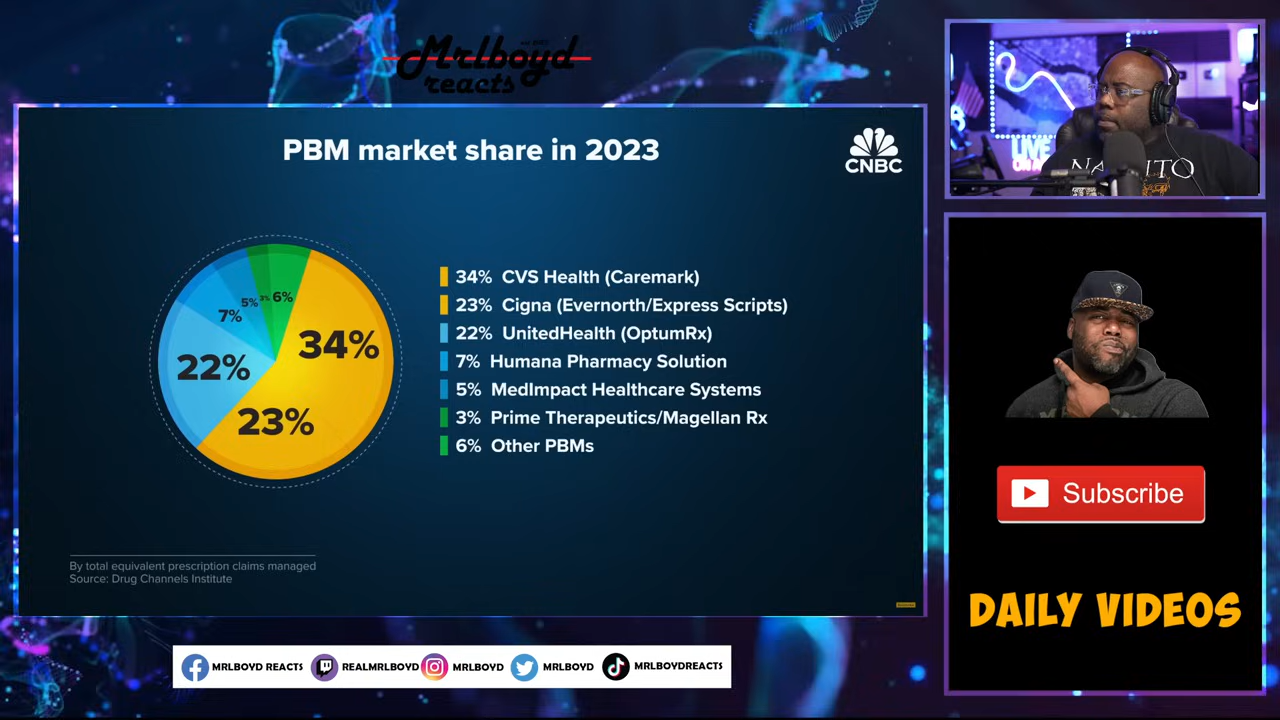 Mrlboyd
reacts
PBM market share in 2023
CNBC
34%
23%
22%
7%
5%
3%
6%
34% CVS Health (Caremark)
23% Cigna (Evernorth/Express Scripts)
22% UnitedHealth (OptumRx)
7% Humana Pharmacy Solution
5% MedImpact Healthcare Systems
3% Prime Therapeutics/Magellan Rx
6% Other PBMs
By total equivalent prescription claims managed
Source: Drug Channels Institute
LIVE
Subscribe
DAILY VIDEOS
MRLBOYD REACTS
REALMRLBOYD
MRLBOYD
MRLBOYD
MRLBOYDREACTS